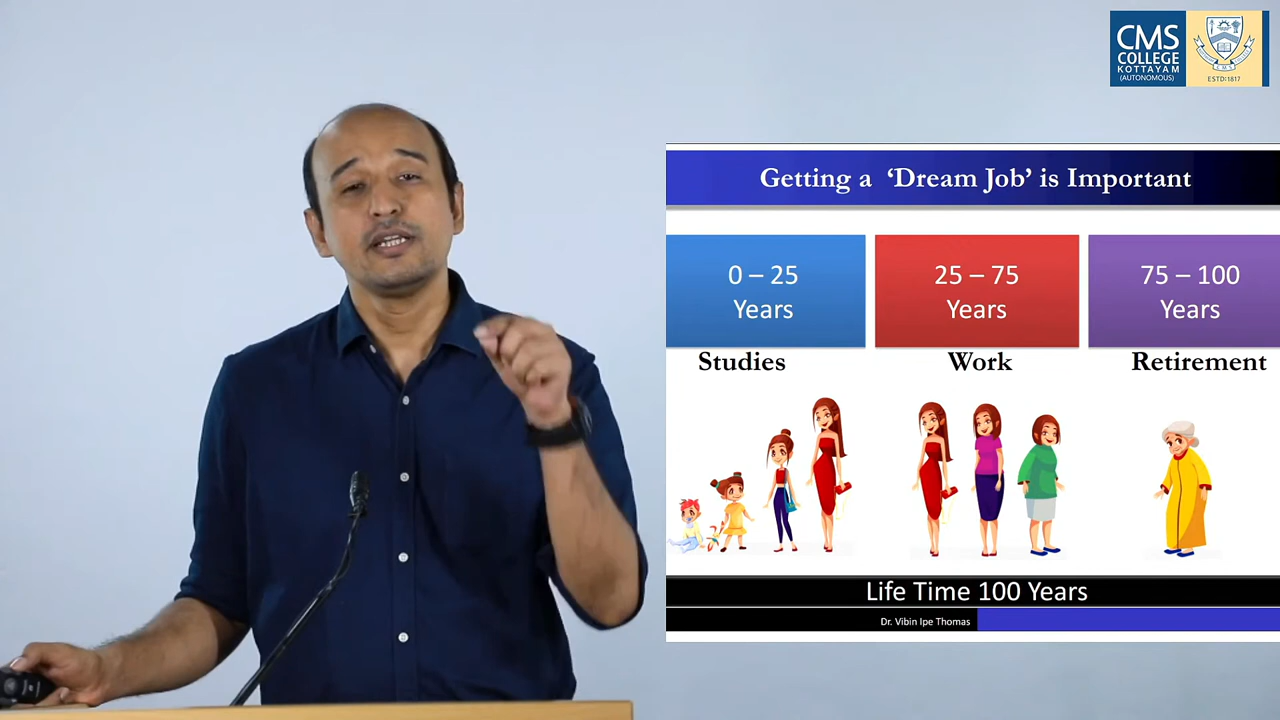 CMS
COLLEGE
KOTTAYAM
(AUTONOMOUS)
ESTD:1817
Getting a ‘Dream Job’ is Important
0 – 25
Years
25 – 75
Years
75 – 100
Years
Studies
Work
Retirement
Life Time 100 Years
Dr. Vibin Ipe Thomas